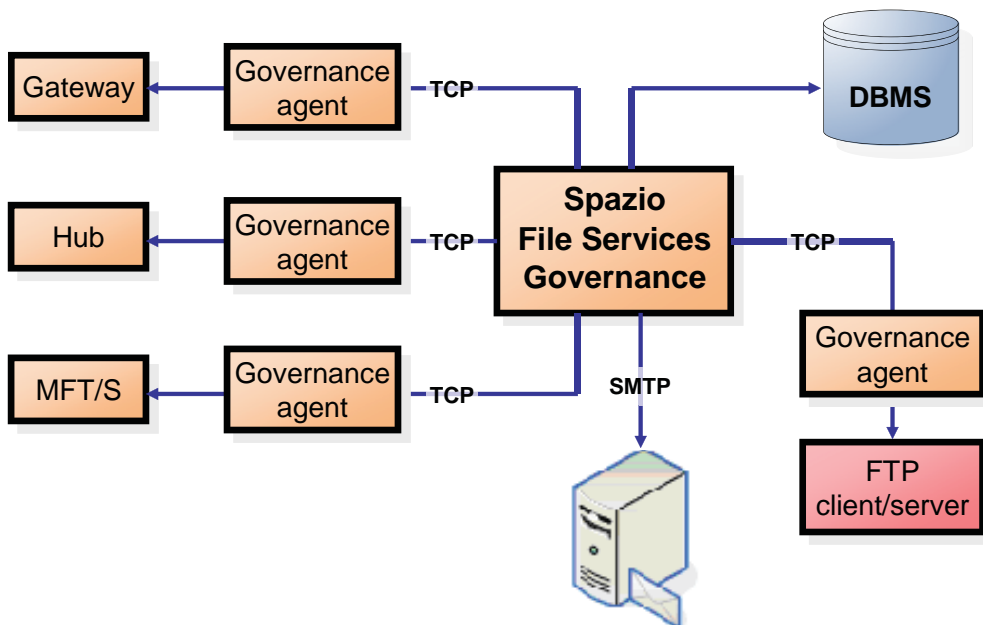 Gateway
Governance
agent
TCP
DBMS
Hub
Governance
agent
TCP
Spazio
File Services
Governance
TCP
MFT/S
Governance
agent
TCP
SMTP
Governance
agent
FTP
client/server